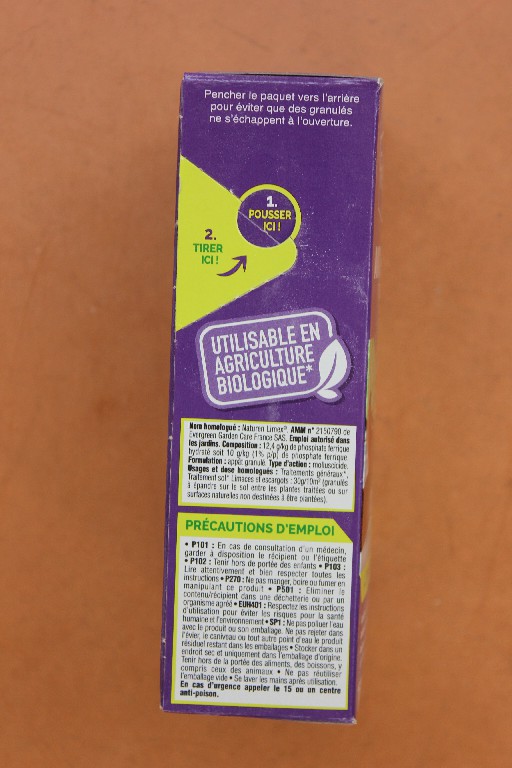 Pencher le paquet vers l'arrière
pour éviter que des granulés
ne s'échappent à l'ouverture.
1.
POUSSER
ICI !
2.
TIRER
ICI !
UTILISABLE EN
AGRICULTURE
BIOLOGIQUE*
Nom homologué : Naturen Limex®. AMM n° 2150790 de
Evergreen Garden Care France SAS. Emploi autorisé dans
les jardins. Composition : 12,4 g/kg de phosphate ferrique
hydraté soit 10 g/kg (1% p/p) de phosphate ferrique.
Formulation : appât granulé. Type d'action : molluscicide.
Usages et dose homologués : Traitements généraux*,
Traitement sol* Limaces et escargots : 30g/10m² (granulés
à épandre sur le sol entre les plantes traitées ou sur
surfaces naturelles non destinées à être plantées).
PRÉCAUTIONS D'EMPLOI
• P101 : En cas de consultation d'un médecin,
garder à disposition le récipient ou l'étiquette
• P102 : Tenir hors de portée des enfants • P103 :
Lire attentivement et bien respecter toutes les
instructions • P270 : Ne pas manger, boire ou fumer en
manipulant ce produit • P501 : Éliminer le
contenu/récipient dans une déchetterie ou par un
organisme agréé • EUH401 : Respectez les instructions
d'utilisation pour éviter les risques pour la santé
humaine et l'environnement • SP1 : Ne pas polluer l'eau
avec le produit ou son emballage. Ne pas rejeter dans
l'évier, le caniveau ou tout autre point d'eau le produit
résiduel restant dans les emballages • Stocker dans un
endroit sec et uniquement dans l'emballage d'origine.
Tenir hors de la portée des aliments, des boissons, y
compris ceux des animaux • Ne pas réutiliser
l'emballage vide • Se laver les mains après utilisation.
En cas d'urgence appeler le 15 ou un centre
anti-poison.